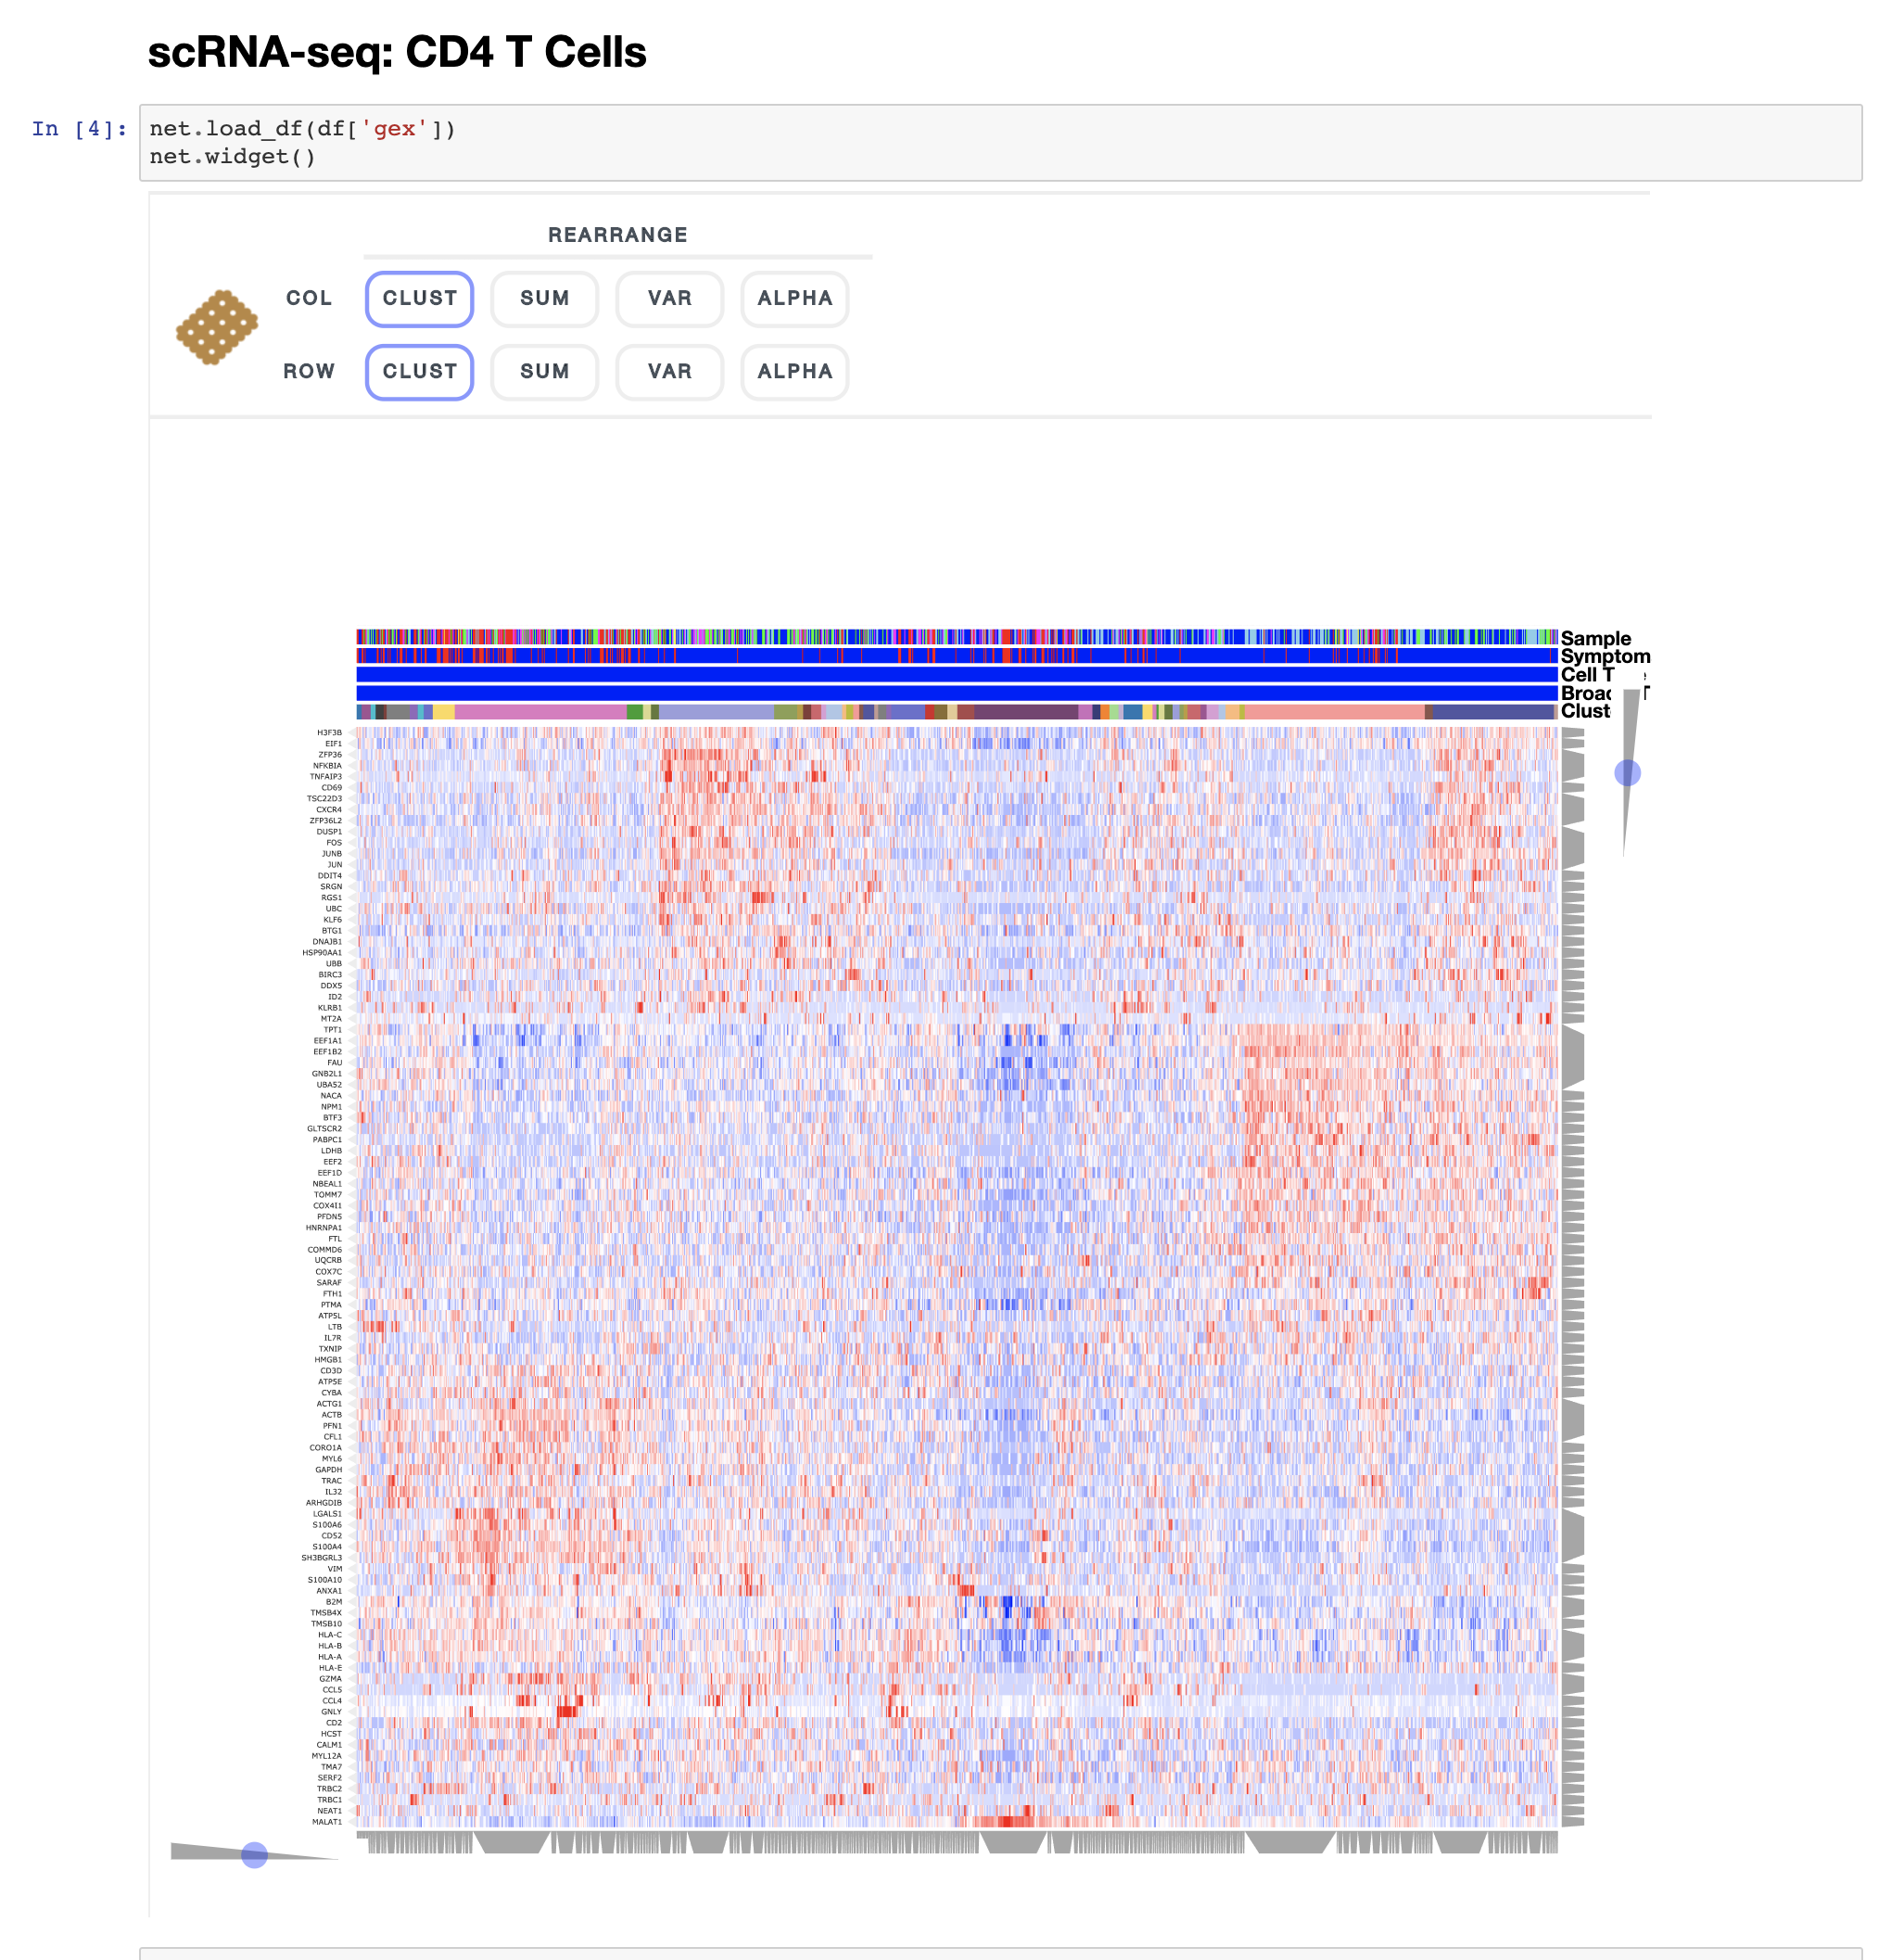 scRNA-seq: CD4 T Cells
In [4]:
net.load_df(df['gex'])
net.widget()
REARRANGE
COL CLUST SUM VAR ALPHA
ROW CLUST SUM VAR ALPHA
Sample
Symptom
Cell T
Broad T
Clust
H3F3B
EIF1
ZFP36
NFKBIA
TNFAIP3
CD69
TSC22D3
CXCR4
ZFP36L2
DUSP1
FOS
JUNB
JUN
DDIT4
SRGN
RGS1
UBC
KLF6
BTG1
DNAJB1
HSP90AA1
UBB
BIRC3
DDX5
ID2
KLRB1
MT2A
TPT1
EEF1A1
EEF1B2
FAU
GNB2L1
UBA52
NACA
NPM1
BTF3
GLTSCR2
PABPC1
LDHB
EEF2
EEF1D
NBEAL1
TOMM7
COX4I1
PFDN5
HNRNPA1
FTL
COMMD6
UQCRB
COX7C
SARAF
FTH1
PTMA
ATP5L
LTB
IL7R
TXNIP
HMGB1
CD3D
ATP5E
CYBA
ACTG1
ACTB
PFN1
CFL1
CORO1A
MYL6
GAPDH
TRAC
IL32
ARHGDIB
LGALS1
S100A6
CD52
S100A4
SH3BGRL3
VIM
S100A10
ANXA1
B2M
TMSB4X
TMSB10
HLA-C
HLA-B
HLA-A
HLA-E
GZMA
CCL5
CCL4
GNLY
CD2
HCST
CALM1
MYL12A
TMA7
SERF2
TRBC2
TRBC1
NEAT1
MALAT1